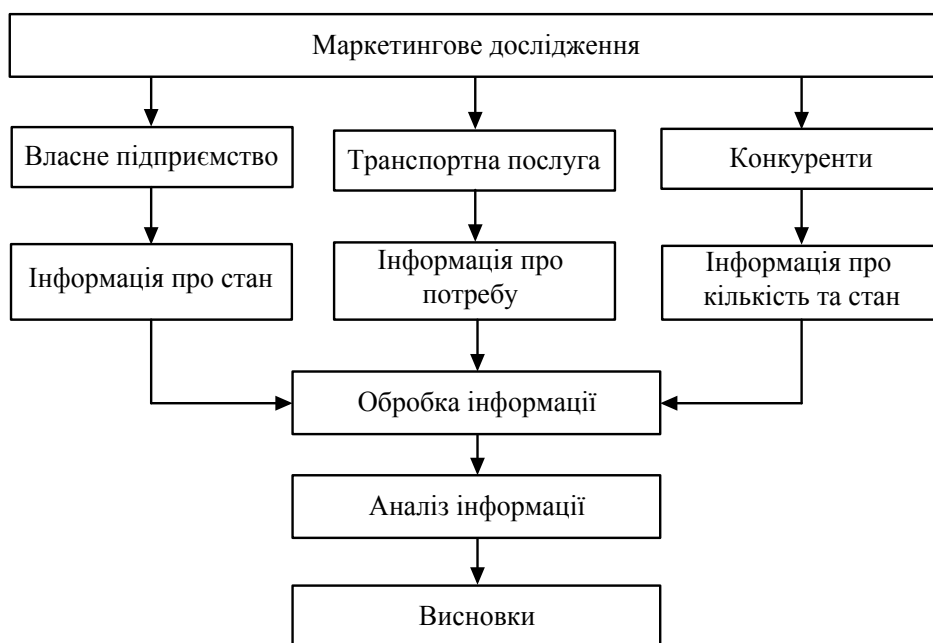 Маркетингове дослідження
Власне підприємство
Транспортна послуга
Конкуренти
Інформація про стан
Інформація про
потребу
Інформація про
кількість та стан
Обробка інформації
Аналіз інформації
Висновки